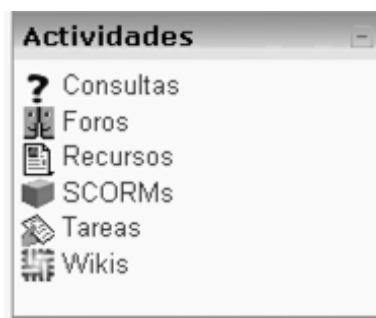 Actividades
Consultas
Foros
Recursos
SCORMs
Tareas
Wikis